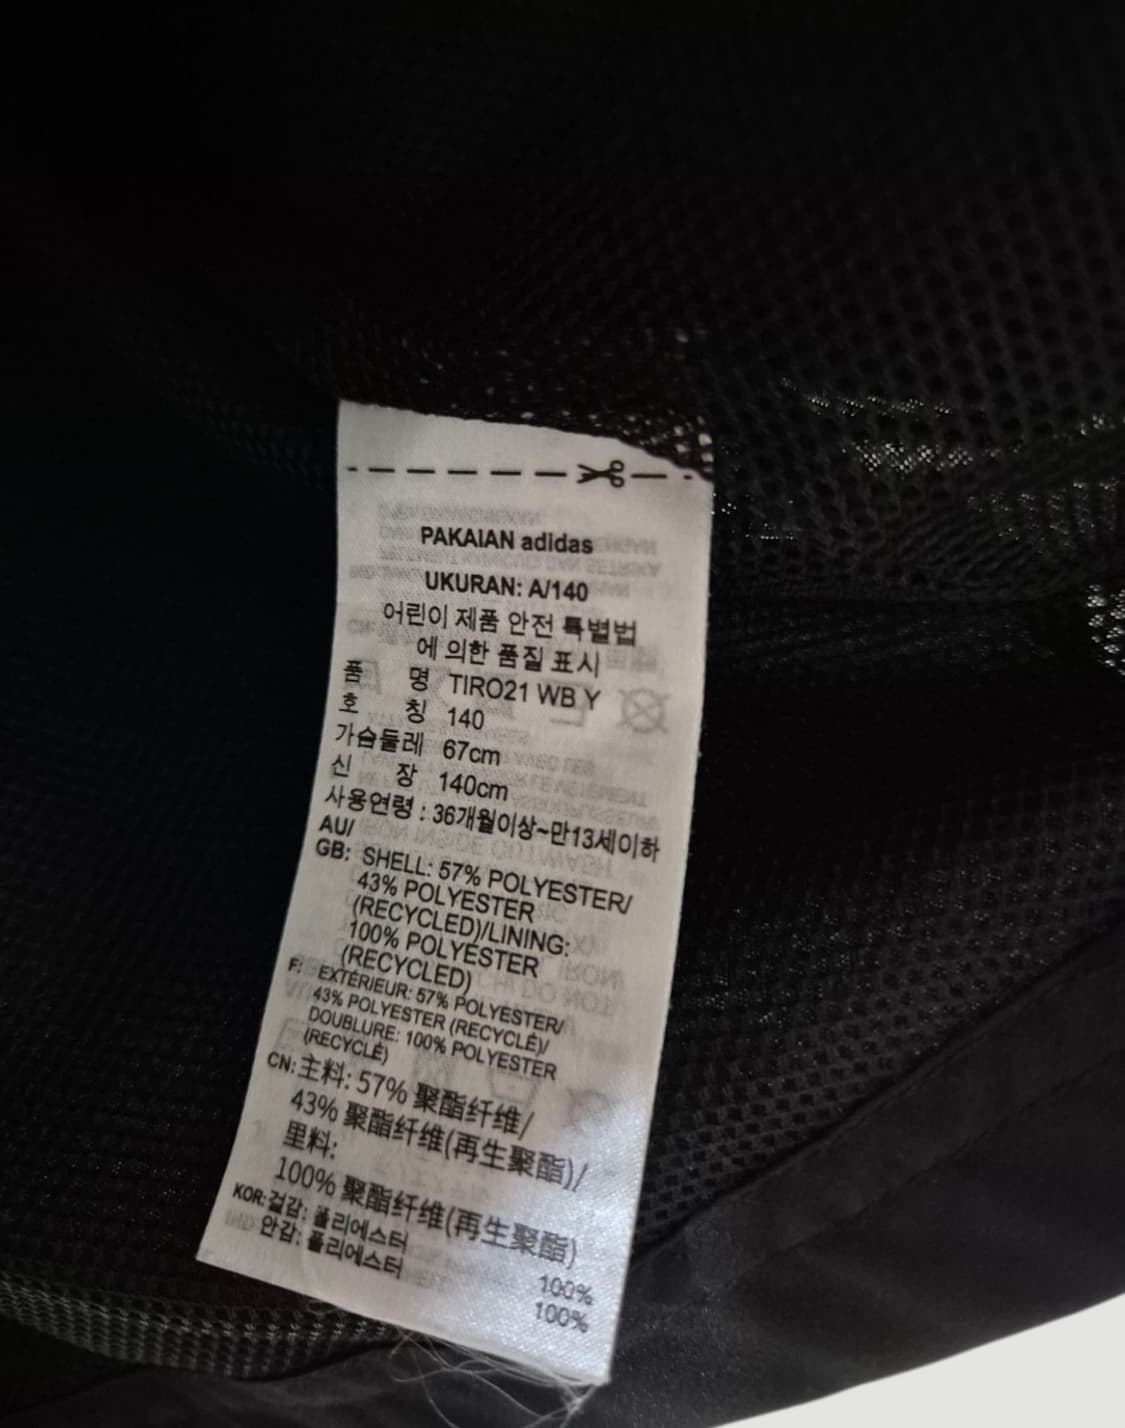 PAKAIAN adidas
UKURAN: A/140
어린이 제품 안전 특별법
에 의한 품질 표시
품 명 TIRO21 WB Y
호 칭 140
가슴둘레 67cm
신 장 140cm
사용연령 : 36개월이상~만13세이하
AU/
GB: SHELL: 57% POLYESTER/
43% POLYESTER
(RECYCLED)/LINING:
100% POLYESTER
(RECYCLED)
F: EXTÉRIEUR: 57% POLYESTER/
43% POLYESTER (RECYCLÉ)/
DOUBLURE: 100% POLYESTER
(RECYCLÉ)
CN: 主料: 57% 聚酯纤维/
43% 聚酯纤维(再生聚酯)/
里料:
100% 聚酯纤维(再生聚酯)
KOR: 겉감: 폴리에스터 100%
안감: 폴리에스터 100%